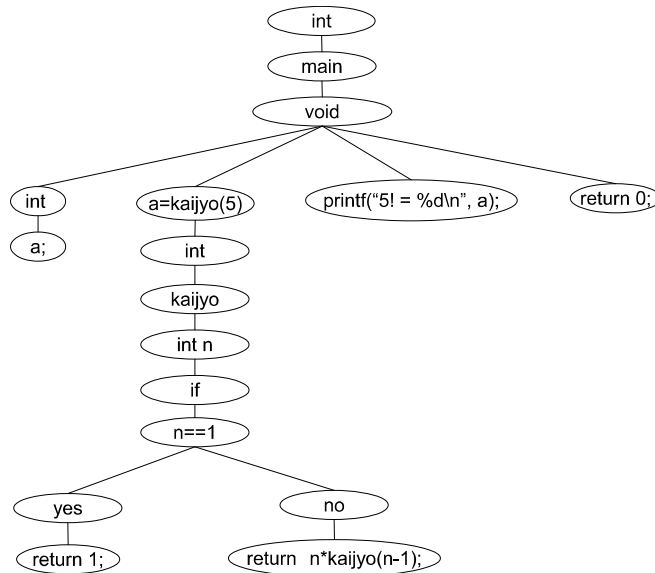 int
main
void
int
a=kaijyo(5)
printf(“5! = %d\n”, a);
return 0;
a;
int
kaijyo
int n
if
n==1
yes
no
return 1;
return n*kaijyo(n-1);